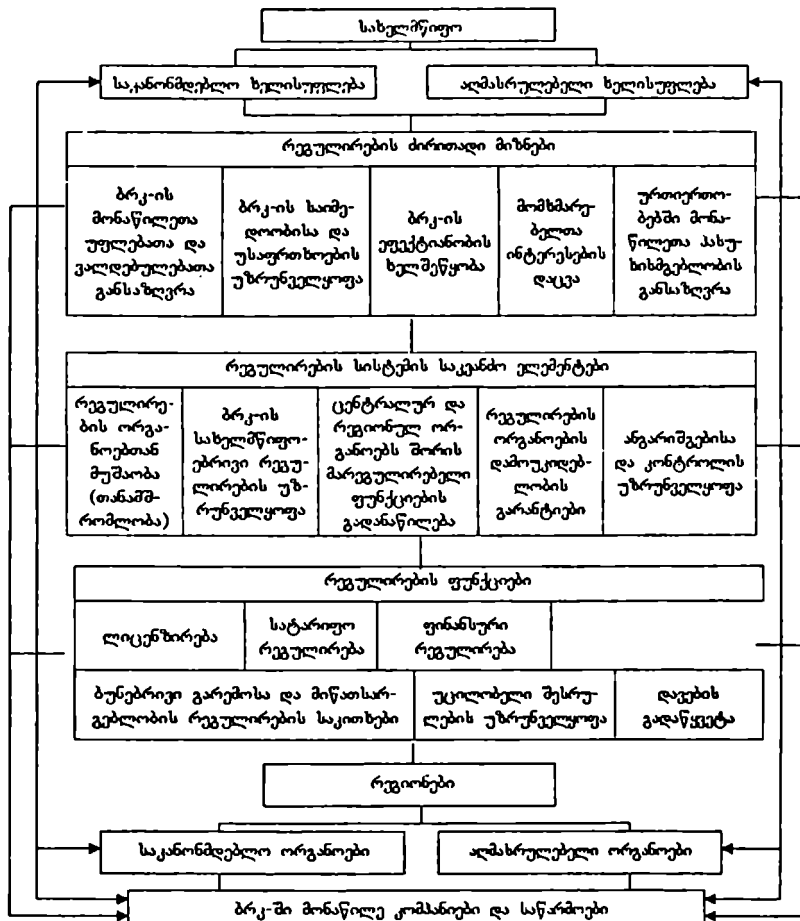 სახელმწიფო
საკანონმდებლო ხელისუფლება
აღმასრულებელი ხელისუფლება
რეგულირების ძირითადი მიზნები
ბრკ-ის
მონაწილეთა
უფლებათა და
ვალდებულებათა
განსაზღვრა
ბრკ-ის საიმე-
დოობისა და
უსაფრთხოების
უზრუნველყოფა
ბრკ-ის
ეფექტიანობის
ხელშეწყობა
მომხმარე-
ბელთა
ინტერესების
დაცვა
ურთიერთო-
ბებში მონა-
წილეთა პასუ-
ხისმგებლობის
განსაზღვრა
რეგულირების სისტემის საკვანძო ელემენტები
რეგულირე-
ბის ორგა-
ნოებთან
მუშაობა
(თანამშ-
რომლობა)
ბრკ-ის
სახელმწიფო-
ებრივი რეგუ-
ლირების უზ-
რუნველყოფა
ცენტრალურ და
რეგიონულ ორ-
განოებს შორის
მარეგულირებელი
ფუნქციების
გადანაწილება
რეგულირების
ორგანოების
დამოუკიდებ-
ლობის
გარანტიები
ანგარიშგებისა
და კონტროლის
უზრუნველყოფა
რეგულირების ფუნქციები
ლიცენზირება
სატარიფო
რეგულირება
ფინანსური
რეგულირება
ბუნებრივი გარემოსა და მიწათსარ-
გებლობის რეგულირების საკითხები
უცილობელი შესრუ-
ლების უზრუნველყოფა
დავების
გადაწყვეტა
რეგიონები
საკანონმდებლო ორგანოები
აღმასრულებელი ორგანოები
ბრკ-ში მონაწილე კომპანიები და საწარმოები